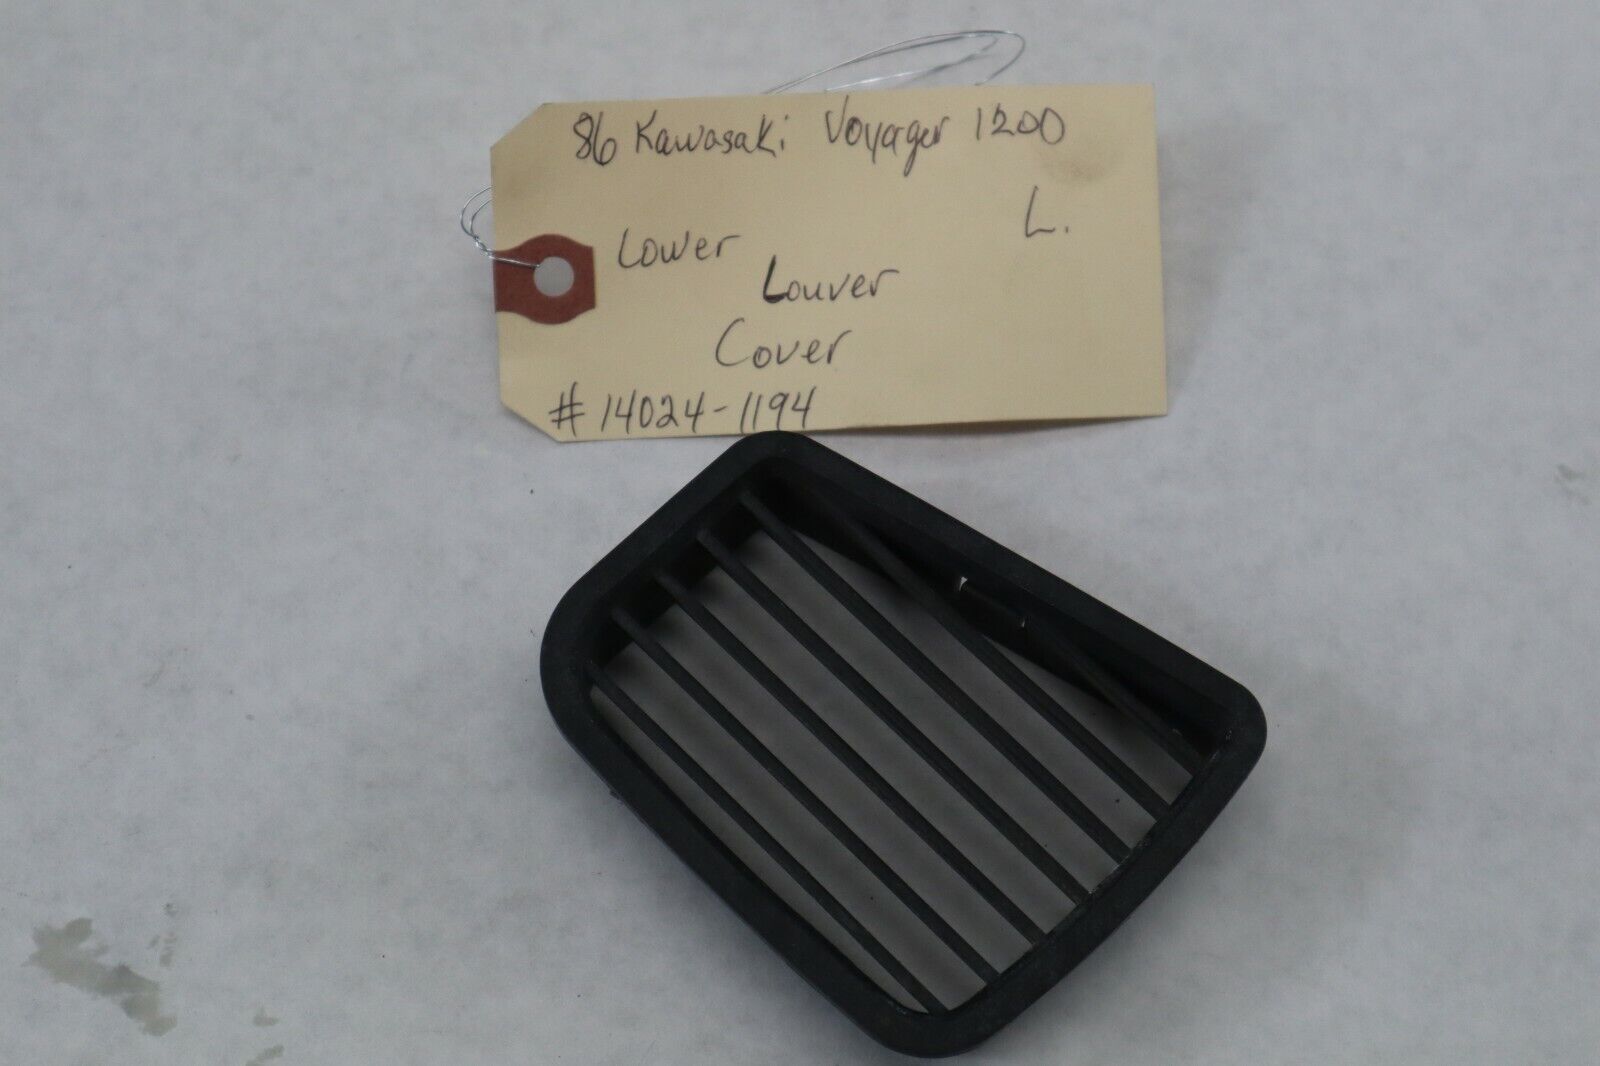 86 Kawasaki Voyager 1200
L.
Lower
Louver
Cover
# 14024-1194